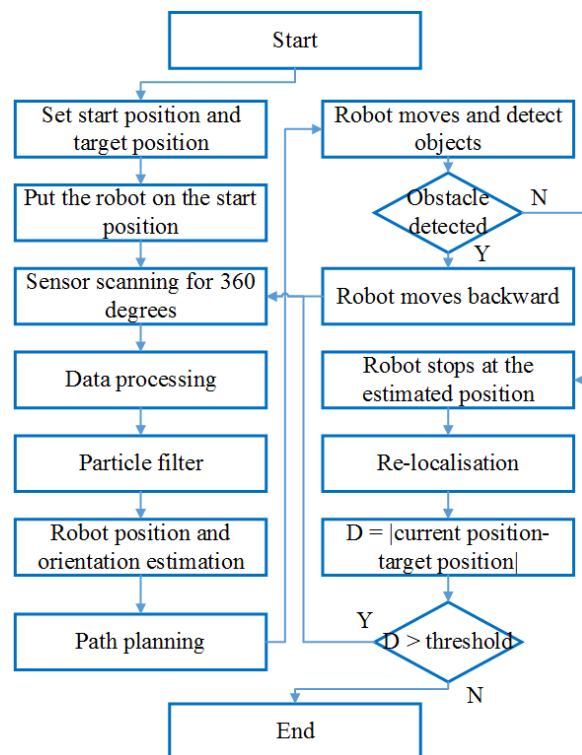 Start
Set start position and
target position
Put the robot on the start
position
Sensor scanning for 360
degrees
Data processing
Particle filter
Robot position and
orientation estimation
Path planning
Robot moves and detect
objects
Obstacle
detected
N
Y
Robot moves backward
Robot stops at the
estimated position
Re-localisation
D = |current position-
target position|
Y
D > threshold
N
End